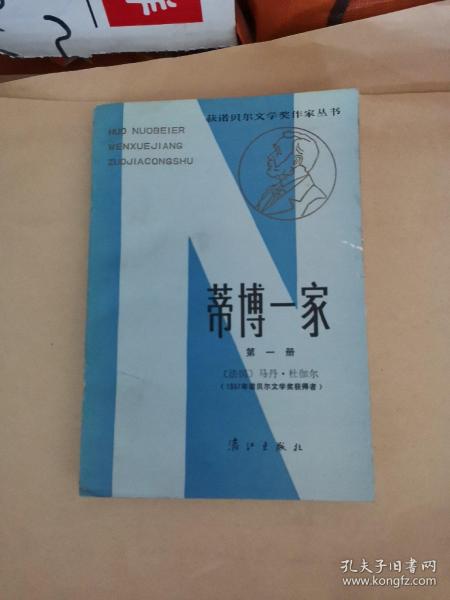 获诺贝尔文学奖作家丛书
HUO NUOBEIER
WENXUEJIANG
ZUOJIACONGSHU
蒂博一家
第一册
〔法国〕马丹·杜伽尔
(1937年诺贝尔文学奖获得者)
漓江出版社
孔夫子旧书网
www.kongfz.com